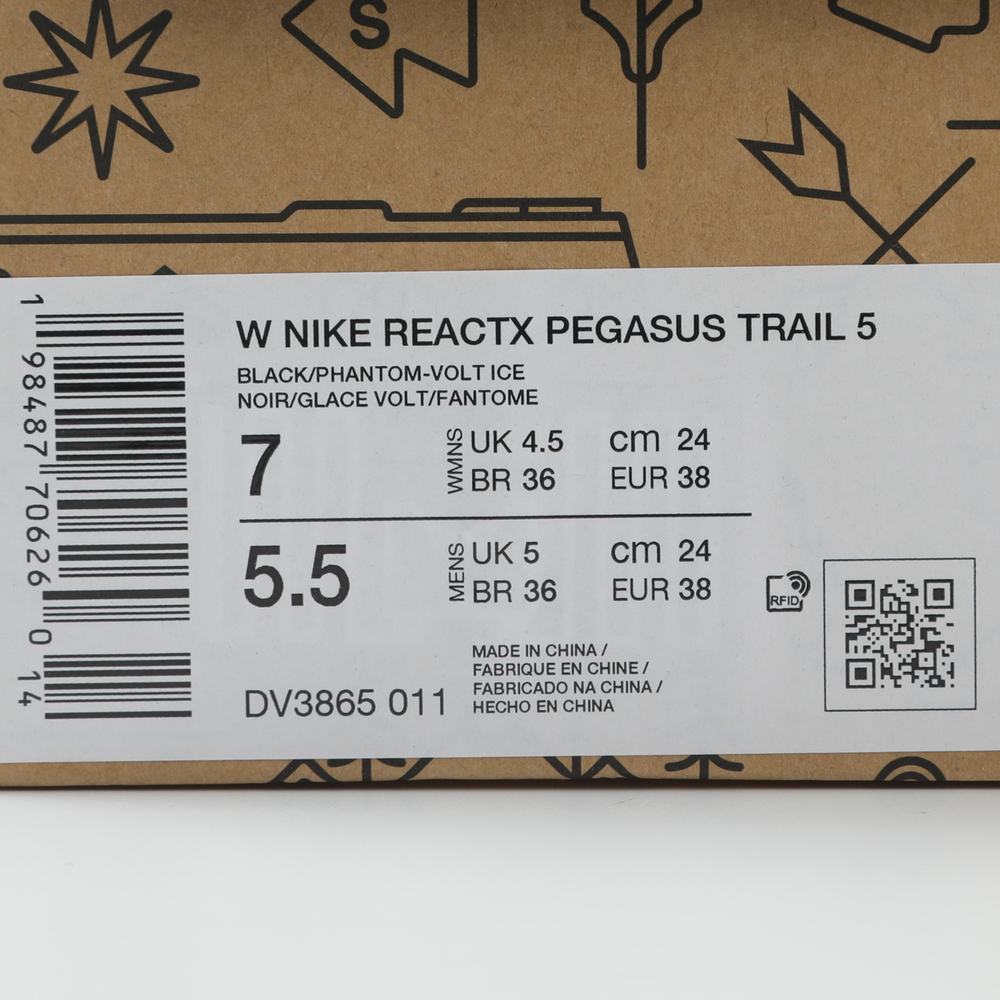 S
W NIKE REACTX PEGASUS TRAIL 5
BLACK/PHANTOM-VOLT ICE
NOIR/GLACE VOLT/FANTOME
7 WMNS UK 4.5 cm 24
BR 36 EUR 38
5.5 MENS UK 5 cm 24
BR 36 EUR 38
RFID
MADE IN CHINA /
FABRIQUE EN CHINE /
FABRICADO NA CHINA /
HECHO EN CHINA
DV3865 011
1 98487 70626 0 14